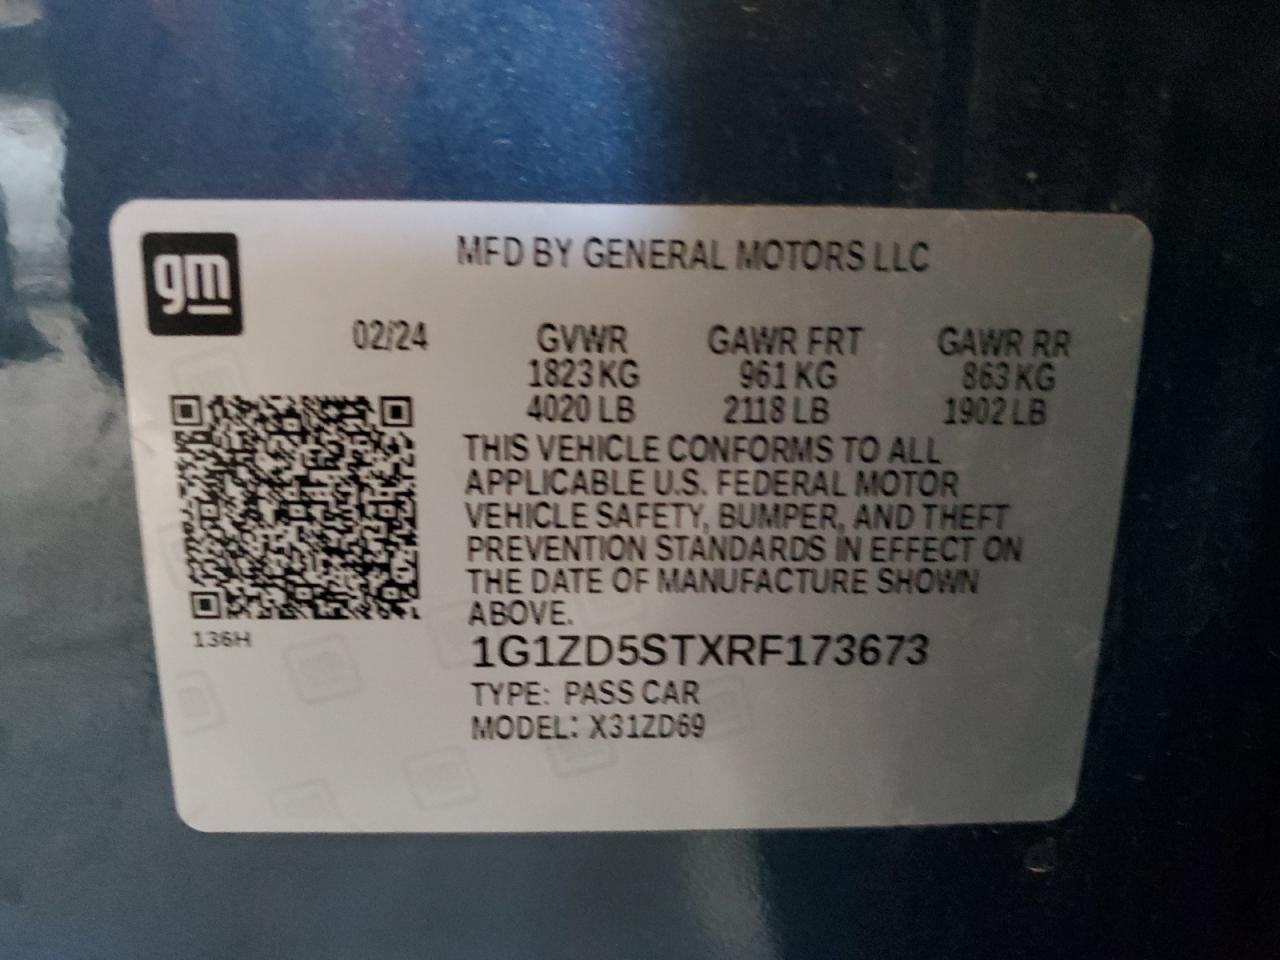 gm
MFD BY GENERAL MOTORS LLC
02/24 GVWR GAWR FRT GAWR RR
1823 KG 961 KG 863 KG
4020 LB 2118 LB 1902 LB
THIS VEHICLE CONFORMS TO ALL
APPLICABLE U.S. FEDERAL MOTOR
VEHICLE SAFETY, BUMPER, AND THEFT
PREVENTION STANDARDS IN EFFECT ON
THE DATE OF MANUFACTURE SHOWN
ABOVE.
136H
1G1ZD5STXRF173673
TYPE: PASS CAR
MODEL: X31ZD69